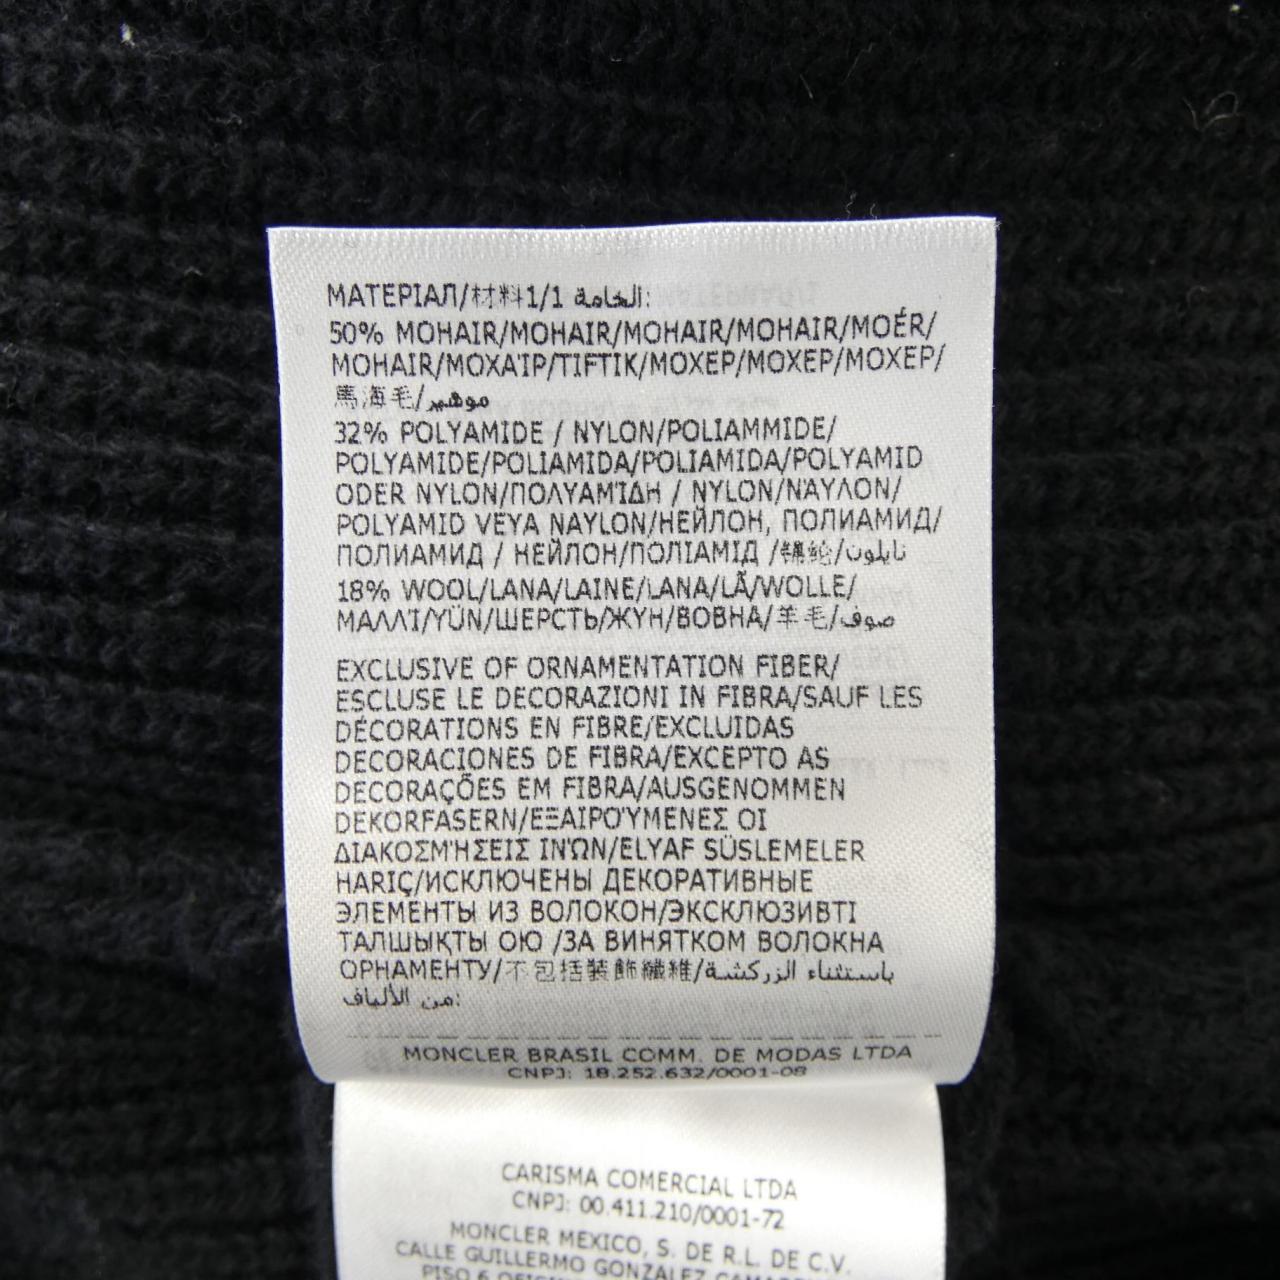 МАТЕРІАЛ/材料1/1 الخامة:
50% MOHAIR/MOHAIR/MOHAIR/MOHAIR/MOÉR/
MOHAIR/ΜΟΧΑΊΡ/TIFTIK/МОХЕР/МОХЕР/МОХЕР/
馬海毛/موهير
32% POLYAMIDE / NYLON/POLIAMMIDE/
POLYAMIDE/POLIAMIDA/POLIAMIDA/POLYAMID
ODER NYLON/ΠΟΛΥΑΜΊΔΗ / NYLON/ΝΆΥΛΟΝ/
POLYAMID VEYA NAYLON/НЕЙЛОН, ПОЛИАМИД/
ПОЛИАМИД / НЕЙЛОН/ПОЛІАМІД /锦纶/نايلون
18% WOOL/LANA/LAINE/LANA/LÃ/WOLLE/
ΜΑΛΛΊ/YÜN/ШЕРСТЬ/ЖҮН/ВОВНА/羊毛/صوف
EXCLUSIVE OF ORNAMENTATION FIBER/
ESCLUSE LE DECORAZIONI IN FIBRA/SAUF LES
DÉCORATIONS EN FIBRE/EXCLUIDAS
DECORACIONES DE FIBRA/EXCEPTO AS
DECORAÇÕES EM FIBRA/AUSGENOMMEN
DEKORFASERN/ΕΞΑΙΡΟΎΜΕΝΕΣ ΟΙ
ΔΙΑΚΟΣΜΉΣΕΙΣ ΙΝΏΝ/ELYAF SÜSLEMELER
HARIÇ/ИСКЛЮЧЕНЫ ДЕКОРАТИВНЫЕ
ЭЛЕМЕНТЫ ИЗ ВОЛОКОН/ЭКСКЛЮЗИВТІ
ТАЛШЫҚТЫ ОЮ /ЗА ВИНЯТКОМ ВОЛОКНА
ОРНАМЕНТУ/不包括裝飾纖維/باستثناء الزركشة
من الألياف:
MONCLER BRASIL COMM. DE MODAS LTDA
CNPJ: 18.252.632/0001-08
CARISMA COMERCIAL LTDA
CNPJ: 00.411.210/0001-72
MONCLER MEXICO, S. DE R.L. DE C.V.
CALLE GUILLERMO GONZALEZ
PISO 6